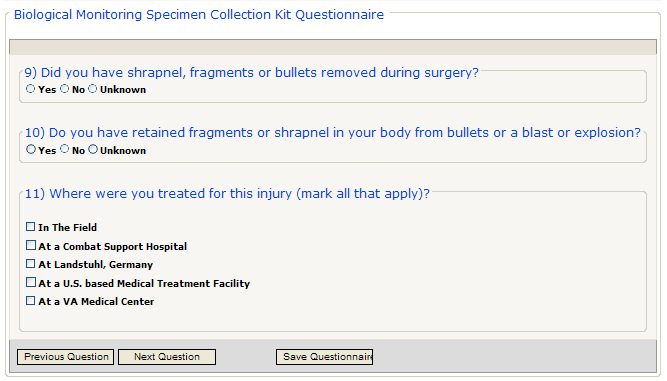 Biological Monitoring Specimen Collection Kit Questionnaire
9) Did you have shrapnel, fragments or bullets removed during surgery?
Yes No Unknown
10) Do you have retained fragments or shrapnel in your body from bullets or a blast or explosion?
Yes No Unknown
11) Where were you treated for this injury (mark all that apply)?
In The Field
At a Combat Support Hospital
At Landstuhl, Germany
At a U.S. based Medical Treatment Facility
At a VA Medical Center
Previous Question Next Question Save Questionnair